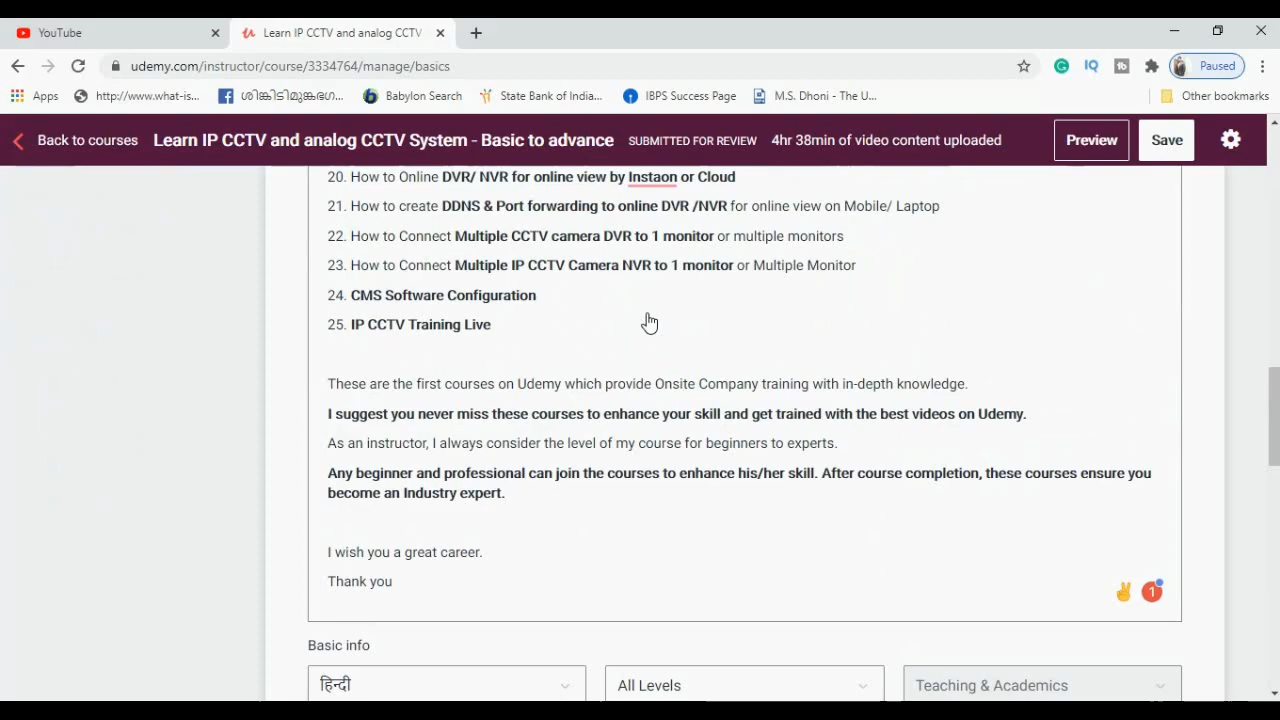 YouTube
Learn IP CCTV and analog CCTV
udemy.com/instructor/course/3334764/manage/basics
Paused
Apps
http://www.what-is...
Babylon Search
State Bank of India...
IBPS Success Page
M.S. Dhoni - The U...
Other bookmarks
Back to courses
Learn IP CCTV and analog CCTV System - Basic to advance
SUBMITTED FOR REVIEW
4hr 38min of video content uploaded
Preview
Save
20. How to Online DVR/ NVR for online view by Instaon or Cloud
21. How to create DDNS & Port forwarding to online DVR /NVR for online view on Mobile/ Laptop
22. How to Connect Multiple CCTV camera DVR to 1 monitor or multiple monitors
23. How to Connect Multiple IP CCTV Camera NVR to 1 monitor or Multiple Monitor
24. CMS Software Configuration
25. IP CCTV Training Live
These are the first courses on Udemy which provide Onsite Company training with in-depth knowledge.
I suggest you never miss these courses to enhance your skill and get trained with the best videos on Udemy.
As an instructor, I always consider the level of my course for beginners to experts.
Any beginner and professional can join the courses to enhance his/her skill. After course completion, these courses ensure you
become an Industry expert.
I wish you a great career.
Thank you
1
Basic info
हिन्दी
All Levels
Teaching & Academics